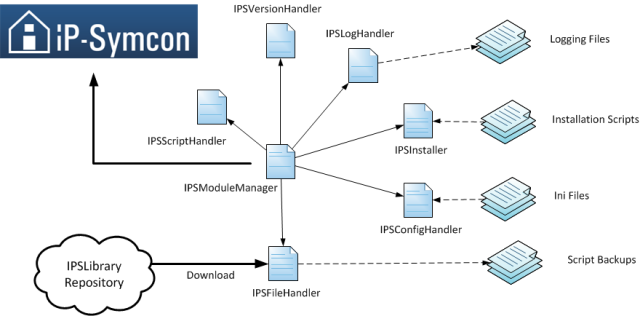 IPSVersionHandler
iP-Symcon
IPSLogHandler
Logging Files
IPSScriptHandler
IPSInstaller
Installation Scripts
IPSModuleManager
IPSConfigHandler
Ini Files
IPSLibrary
Repository
Download
IPSFileHandler
Script Backups